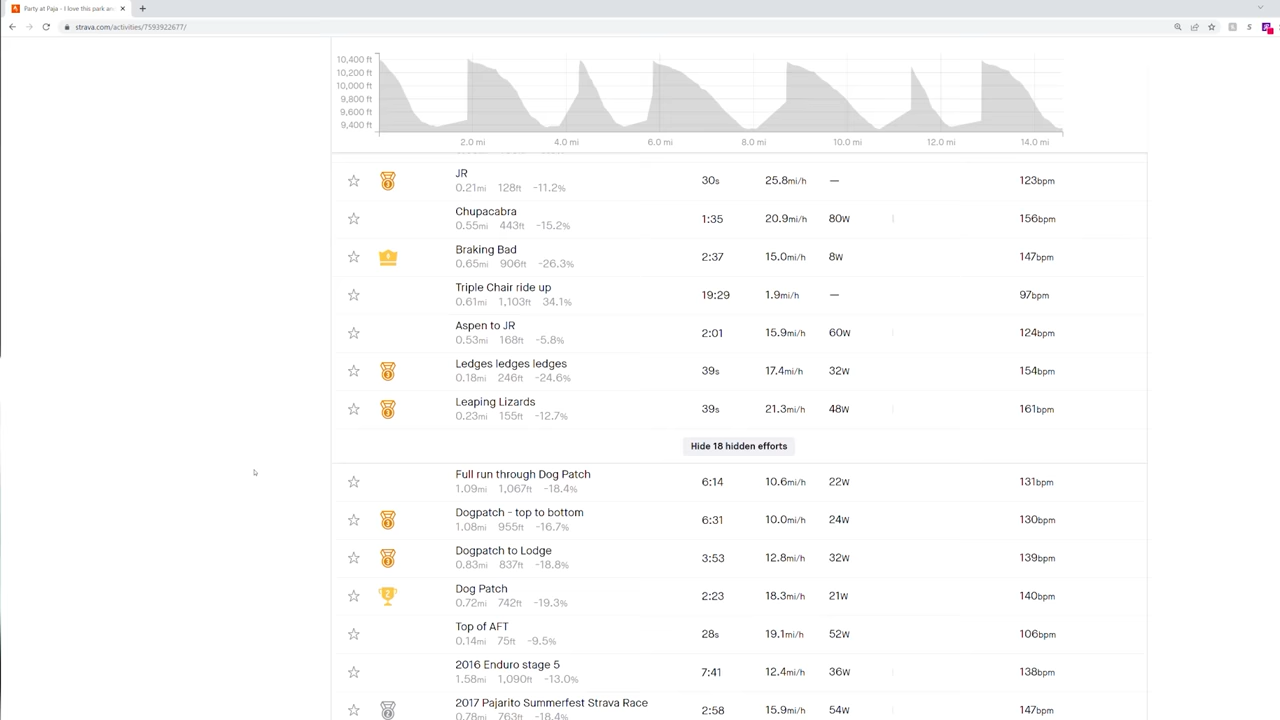 Party at Paja - I love this park an
strava.com/activities/7593922677/
10,400 ft
10,200 ft
10,000 ft
9,800 ft
9,600 ft
9,400 ft
2.0 mi 4.0 mi 6.0 mi 8.0 mi 10.0 mi 12.0 mi 14.0 mi
JR
0.21mi 128ft -11.2%
30s 25.8mi/h — 123bpm
Chupacabra
0.55mi 443ft -15.2%
1:35 20.9mi/h 80W 156bpm
Braking Bad
0.65mi 906ft -26.3%
2:37 15.0mi/h 8W 147bpm
Triple Chair ride up
0.61mi 1,103ft 34.1%
19:29 1.9mi/h — 97bpm
Aspen to JR
0.53mi 168ft -5.8%
2:01 15.9mi/h 60W 124bpm
Ledges ledges ledges
0.18mi 246ft -24.6%
39s 17.4mi/h 32W 154bpm
Leaping Lizards
0.23mi 155ft -12.7%
39s 21.3mi/h 48W 161bpm
Hide 18 hidden efforts
Full run through Dog Patch
1.09mi 1,067ft -18.4%
6:14 10.6mi/h 22W 131bpm
Dogpatch - top to bottom
1.08mi 955ft -16.7%
6:31 10.0mi/h 24W 130bpm
Dogpatch to Lodge
0.83mi 837ft -18.8%
3:53 12.8mi/h 32W 139bpm
Dog Patch
0.72mi 742ft -19.3%
2:23 18.3mi/h 21W 140bpm
Top of AFT
0.14mi 75ft -9.5%
28s 19.1mi/h 52W 106bpm
2016 Enduro stage 5
1.58mi 1,090ft -13.0%
7:41 12.4mi/h 36W 138bpm
2017 Pajarito Summerfest Strava Race
0.78mi 763ft -18.4%
2:58 15.9mi/h 54W 147bpm